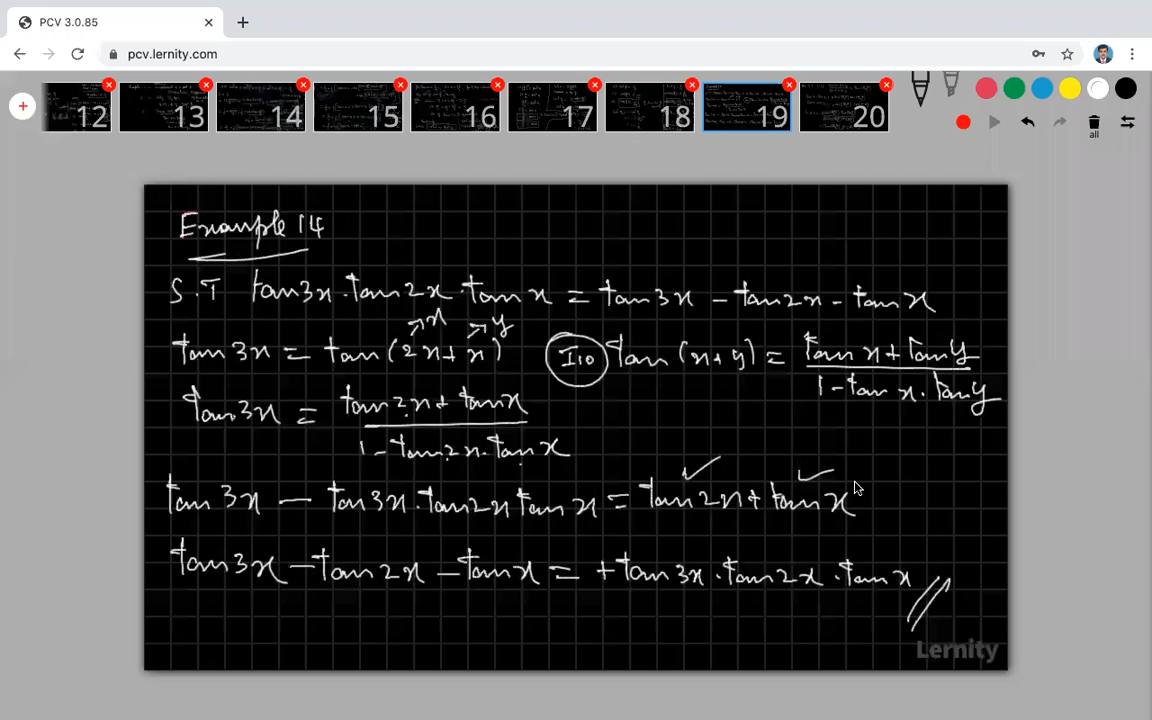 PCV 3.0.85
pcv.lernity.com
12 13 14 15 16 17 18 19 20
all
Example 14
S.T tan3x.tan2x.tanx = tan3x - tan2x - tanx
x y
tan3x = tan(2x+x) I10 tan(x+y) = tanx+tany
1-tanx.tany
tan3x = tan2x+tanx
1-tan2x.tanx
tan3x - tan3x.tan2x tanx = tan2x+tanx
tan3x-tan2x-tanx = +tan3x.tan2x.tanx
Lernity